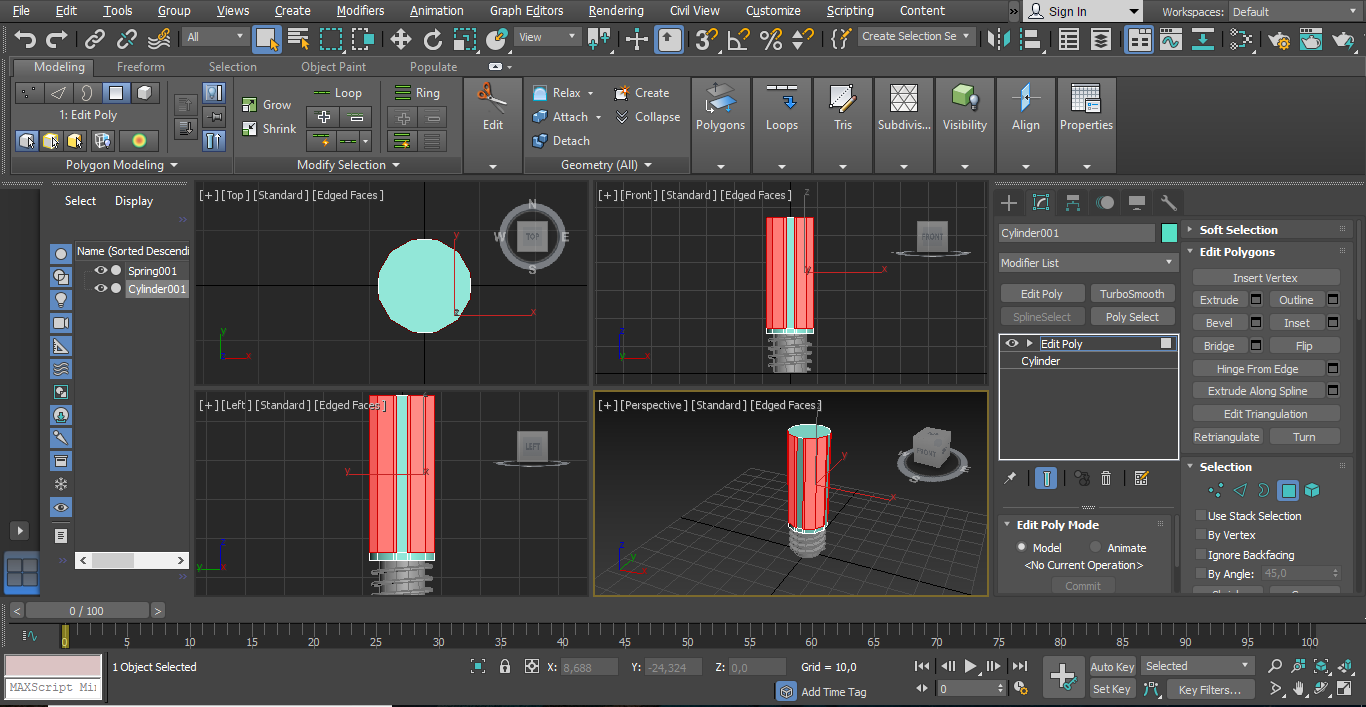 File Edit Tools Group Views Create Modifiers Animation Graph Editors Rendering Civil View Customize Scripting Content » Sign In Workspaces: Default
All View Create Selection Se
Modeling Freeform Selection Object Paint Populate
1: Edit Poly
Polygon Modeling
Grow
Shrink
Loop
Ring
Modify Selection
Edit
Relax Create
Attach Collapse
Detach
Geometry (All)
Polygons Loops Tris Subdivis... Visibility Align Properties
Select Display
Name (Sorted Descendi
Spring001
Cylinder001
[+] [Top] [Standard] [Edged Faces]
N
W TOP E
S
y
z x
y
x
[+] [Front] [Standard] [Edged Faces]
FRONT
z
y x
z
y x
[+] [Left] [Standard] [Edged Faces]
LEFT
y x
z
y
[+] [Perspective] [Standard] [Edged Faces]
FRONT
S E
y
x
z
y
x
Cylinder001
Modifier List
Edit Poly TurboSmooth
SplineSelect Poly Select
Edit Poly
Cylinder
Edit Poly Mode
Model Animate
<No Current Operation>
Commit
Soft Selection
Edit Polygons
Insert Vertex
Extrude Outline
Bevel Inset
Bridge Flip
Hinge From Edge
Extrude Along Spline
Edit Triangulation
Retriangulate Turn
Selection
Use Stack Selection
By Vertex
Ignore Backfacing
By Angle: 45,0
< 0 / 100 >
0 5 10 15 20 25 30 35 40 45 50 55 60 65 70 75 80 85 90 95 100
1 Object Selected
MAXScript Mi
X: 8,688 Y: -24,324 Z: 0,0 Grid = 10,0
Add Time Tag
0
Auto Key Selected
Set Key Key Filters...